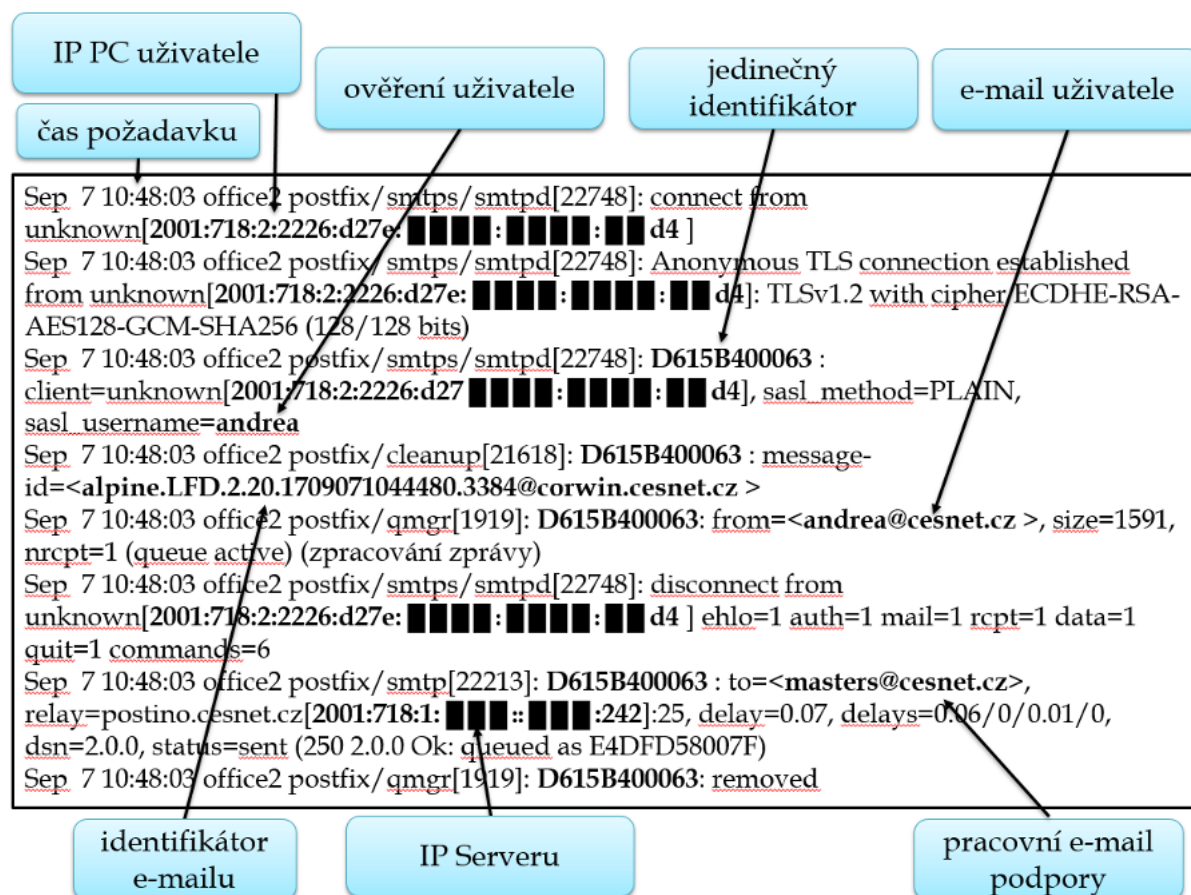 IP PC uživatele
ověření uživatele
jedinečný
identifikátor
e-mail uživatele
čas požadavku
Sep 7 10:48:03 office2 postfix/smtps/smtpd[22748]: connect from
unknown[2001:718:2:2226:d27e: ████:████:██ d4 ]
Sep 7 10:48:03 office2 postfix/smtps/smtpd[22748]: Anonymous TLS connection established
from unknown[2001:718:2:2226:d27e: ████:████:██ d4]: TLSv1.2 with cipher ECDHE-RSA-
AES128-GCM-SHA256 (128/128 bits)
Sep 7 10:48:03 office2 postfix/smtps/smtpd[22748]: D615B400063 :
client=unknown[2001:718:2:2226:d27 ████:████:██ d4], sasl_method=PLAIN,
sasl_username=andrea
Sep 7 10:48:03 office2 postfix/cleanup[21618]: D615B400063 : message-
id=<alpine.LFD.2.20.1709071044480.3384@corwin.cesnet.cz >
Sep 7 10:48:03 office2 postfix/qmgr[1919]: D615B400063: from=<andrea@cesnet.cz >, size=1591,
nrcpt=1 (queue active) (zpracování zprávy)
Sep 7 10:48:03 office2 postfix/smtps/smtpd[22748]: disconnect from
unknown[2001:718:2:2226:d27e: ████:████:██ d4 ] ehlo=1 auth=1 mail=1 rcpt=1 data=1
quit=1 commands=6
Sep 7 10:48:03 office2 postfix/smtp[22213]: D615B400063 : to=<masters@cesnet.cz>,
relay=postino.cesnet.cz[2001:718:1: ███::███:242]:25, delay=0.07, delays=0.06/0/0.01/0,
dsn=2.0.0, status=sent (250 2.0.0 Ok: queued as E4DFD58007F)
Sep 7 10:48:03 office2 postfix/qmgr[1919]: D615B400063: removed
identifikátor
e-mailu
IP Serveru
pracovní e-mail
podpory